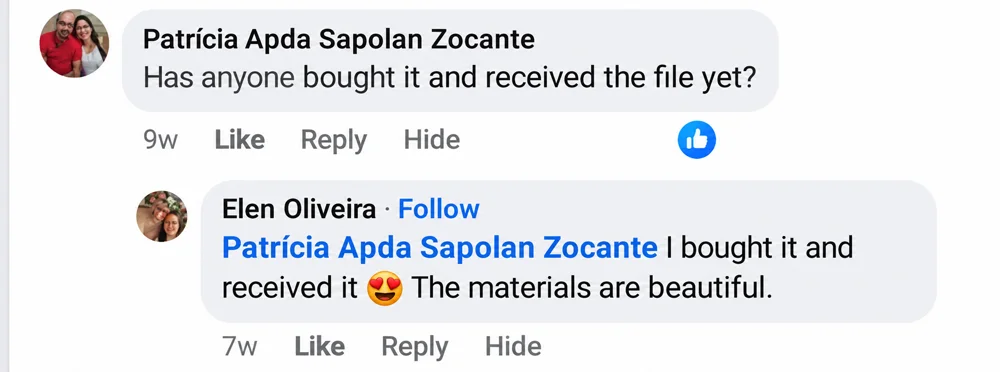 Patrícia Apda Sapolan Zocante
Has anyone bought it and received the file yet?
9w Like Reply Hide
Elen Oliveira · Follow
Patrícia Apda Sapolan Zocante I bought it and
received it 😍 The materials are beautiful.
7w Like Reply Hide